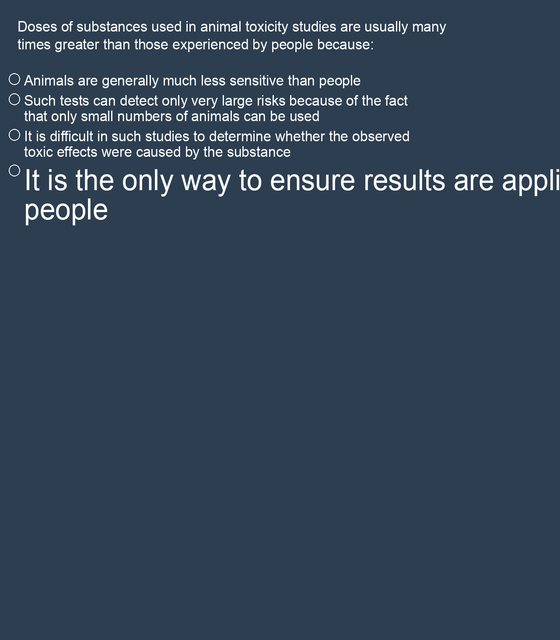 Doses of substances used in animal toxicity studies are usually many
times greater than those experienced by people because:
Animals are generally much less sensitive than people
Such tests can detect only very large risks because of the fact
that only small numbers of animals can be used
It is difficult in such studies to determine whether the observed
toxic effects were caused by the substance
It is the only way to ensure results are
people